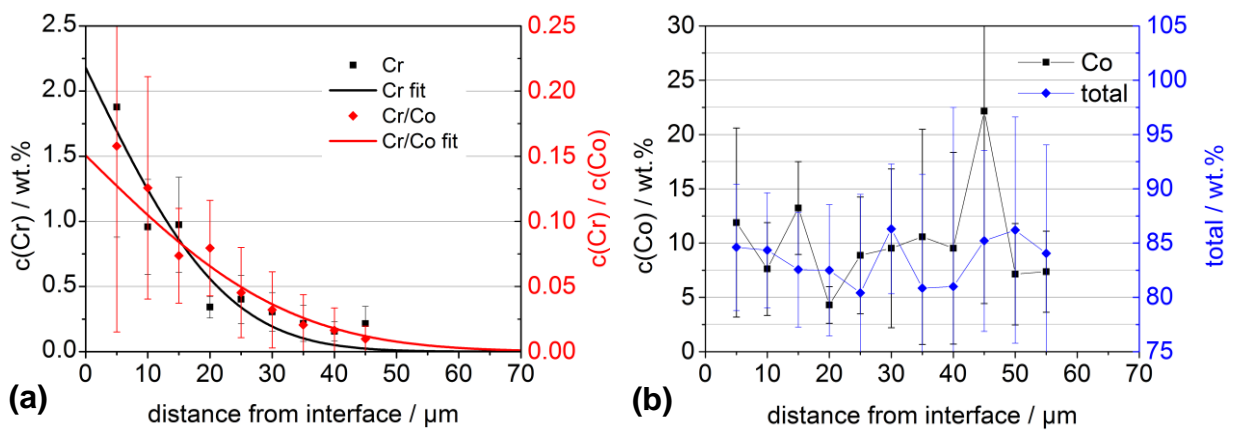 2.5
2.0
1.5
1.0
0.5
0.0
c(Cr) / wt.%
0 10 20 30 40 50 60 70
distance from interface / µm
0.25
0.20
0.15
0.10
0.05
0.00
c(Cr) / c(Co)
Cr
Cr fit
Cr/Co
Cr/Co fit
(a)
30
25
20
15
10
5
0
c(Co) / wt.%
0 10 20 30 40 50 60 70
distance from interface / µm
105
100
95
90
85
80
75
total / wt.%
Co
total
(b)